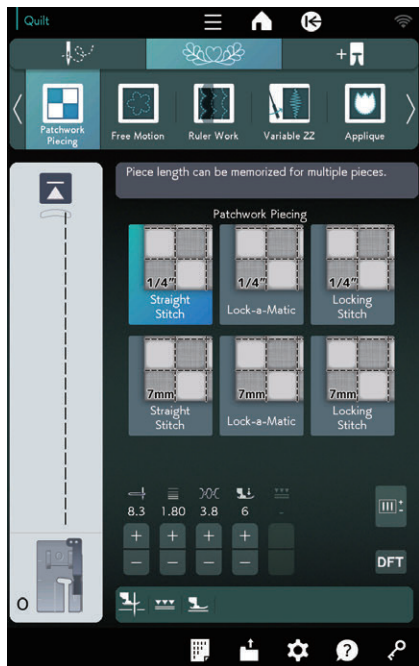 Quilt
Patchwork
Piecing
Free Motion
Ruler Work
Variable ZZ
Applique
Piece length can be memorized for multiple pieces.
Patchwork Piecing
1/4"
Straight
Stitch
1/4"
Lock-a-Matic
1/4"
Locking
Stitch
7mm
Straight
Stitch
7mm
Lock-a-Matic
7mm
Locking
Stitch
8.3 1.80 3.8 6 -
+ + + +
- - - -
DFT
O
?